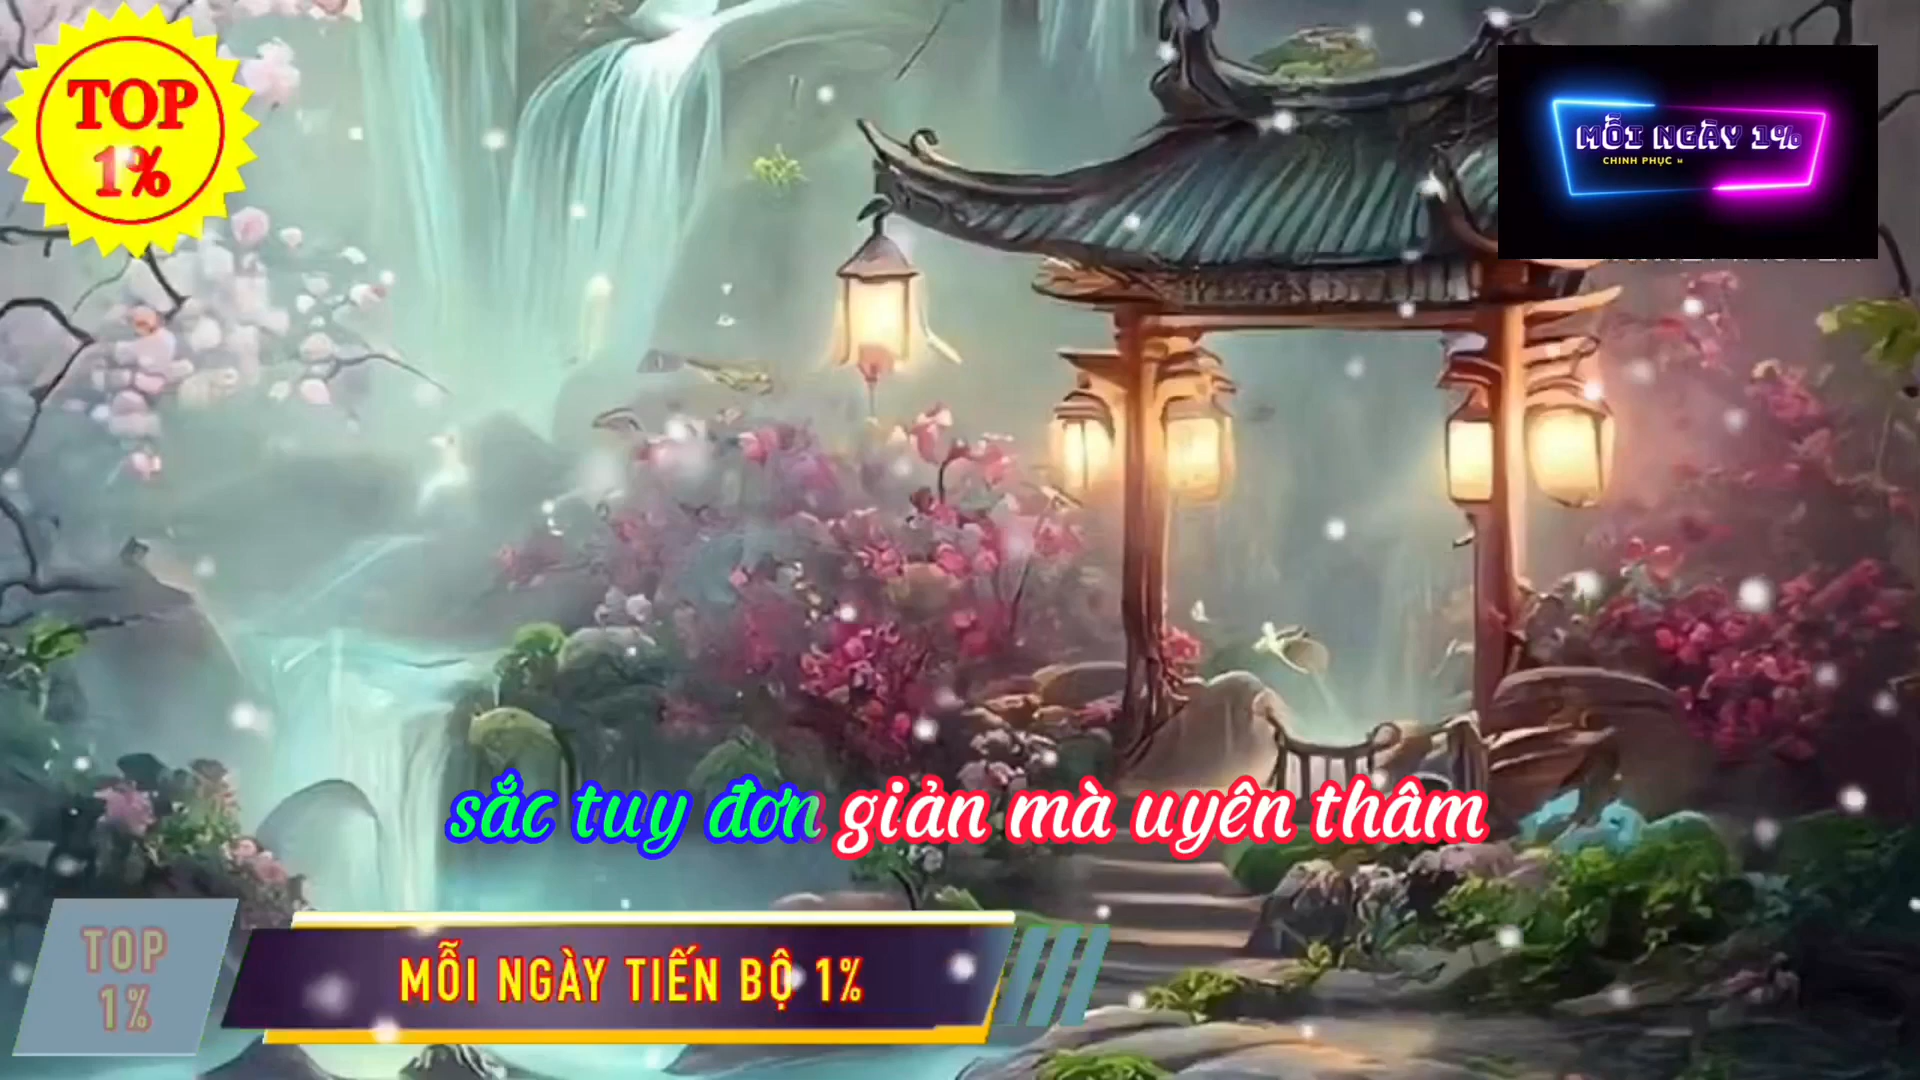 TOP
1%
MỖI NGÀY 1%
CHINH PHỤC
sắc tuy đơn giản mà uyên thâm
TOP
1%
MỖI NGÀY TIẾN BỘ 1%